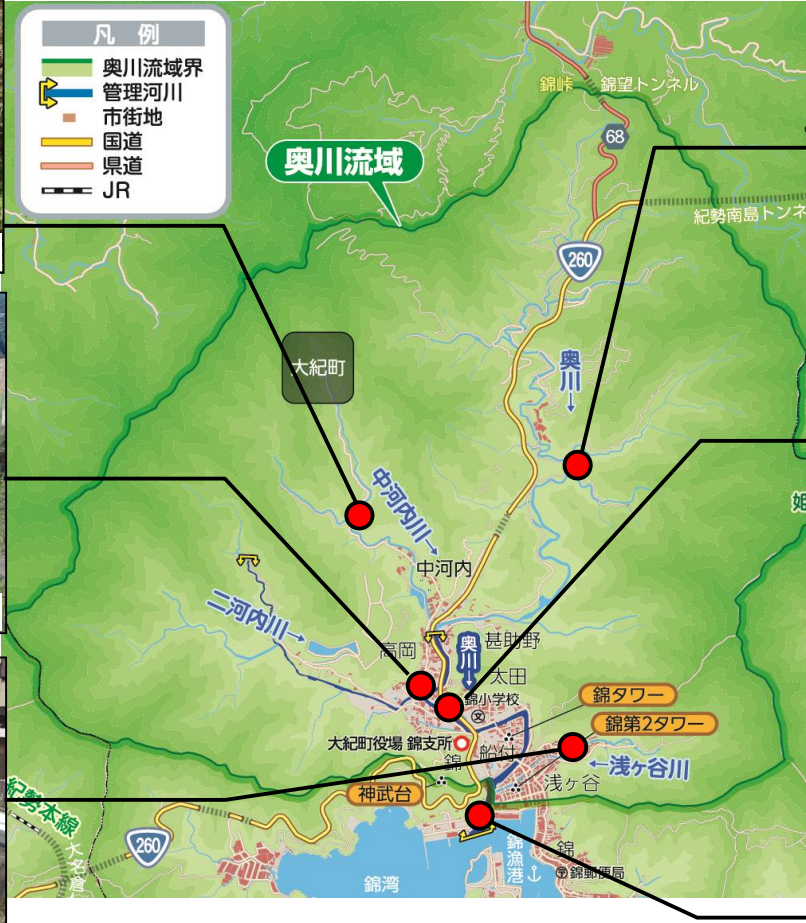 凡例
奥川流域界
管理河川
市街地
国道
県道
JR
錦峠
錦望トンネル
68
奥川流域
紀勢南島トンネ
260
大紀町
奥川→
姫
中河内川→
中河内
二河内川→
高岡
奥川→
甚助野
太田
錦小学校
文
錦タワー
錦第2タワー
大紀町役場 錦支所
船付
←浅ヶ谷川
錦
浅ヶ谷
神武台
紀勢本線
260
大名倉
錦湾
錦漁港
錦
錦郵便局